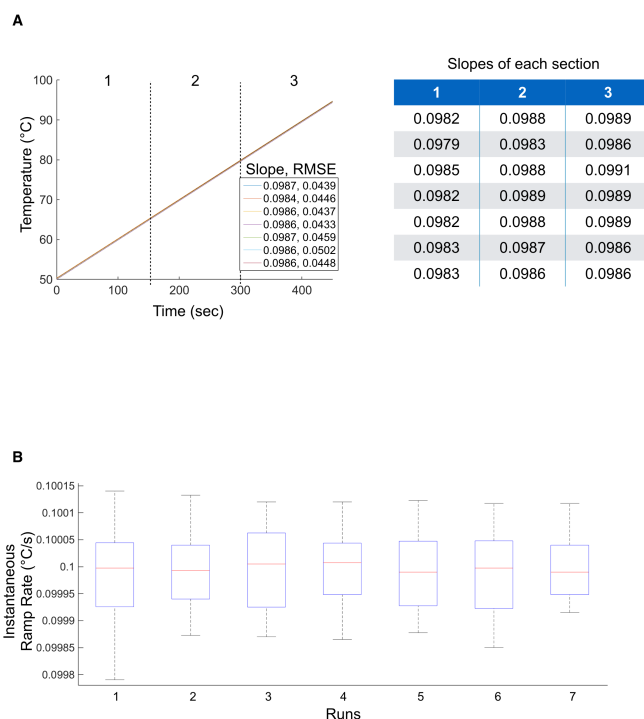 A
Slopes of each section
1 2 3
0.0982 0.0988 0.0989
0.0979 0.0983 0.0986
0.0985 0.0988 0.0991
0.0982 0.0989 0.0989
0.0982 0.0988 0.0989
0.0983 0.0987 0.0986
0.0983 0.0986 0.0986
1 2 3
Temperature (°C)
100
90
80
70
60
50
Slope, RMSE
0.0987, 0.0439
0.0984, 0.0446
0.0986, 0.0437
0.0986, 0.0433
0.0987, 0.0459
0.0986, 0.0502
0.0986, 0.0448
0 100 200 300 400
Time (sec)
B
Instantaneous
Ramp Rate (°C/s)
0.10015
0.1001
0.10005
0.1
0.09995
0.0999
0.09985
0.0998
1 2 3 4 5 6 7
Runs